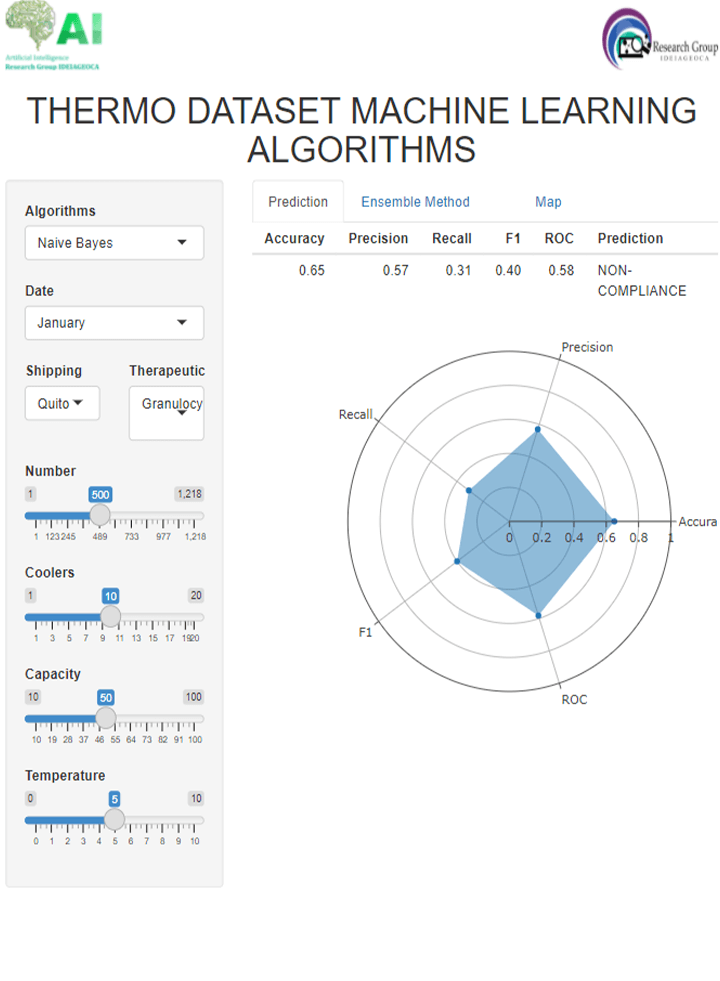 AI
Artificial Intelligence
Research Group IDEIAGEOCA
Research Group
IDEIAGEOCA
THERMO DATASET MACHINE LEARNING
ALGORITHMS
Algorithms
Naive Bayes
Date
January
Shipping Therapeutic
Quito Granulocy
Number
1 500 1,218
1 123 245 489 733 977 1,218
Coolers
1 10 20
1 3 5 7 9 11 13 15 17 19 20
Capacity
10 50 100
10 19 28 37 46 55 64 73 82 91 100
Temperature
0 5 10
0 1 2 3 4 5 6 7 8 9 10
Prediction Ensemble Method Map
Accuracy Precision Recall F1 ROC Prediction
0.65 0.57 0.31 0.40 0.58 NON-
COMPLIANCE
Precision
Recall
Accura
0 0.2 0.4 0.6 0.8 1
F1
ROC